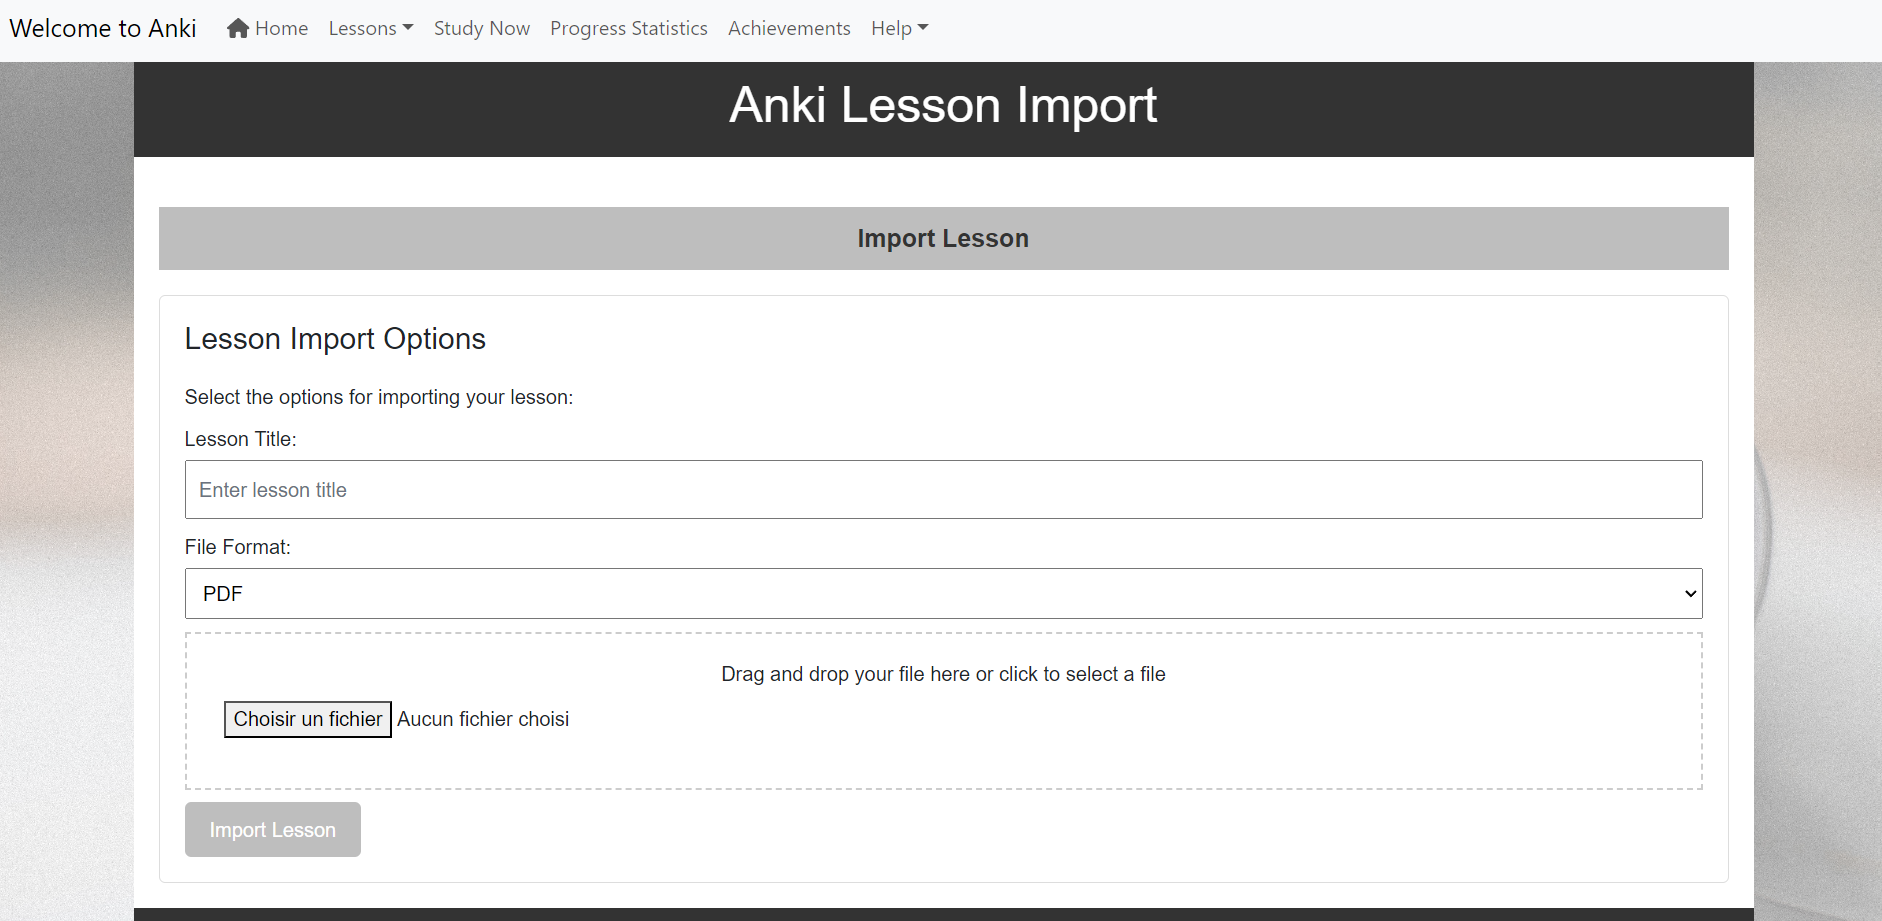 Welcome to Anki Home Lessons Study Now Progress Statistics Achievements Help
Anki Lesson Import
Import Lesson
Lesson Import Options
Select the options for importing your lesson:
Lesson Title:
Enter lesson title
File Format:
PDF
Drag and drop your file here or click to select a file
Choisir un fichier Aucun fichier choisi
Import Lesson